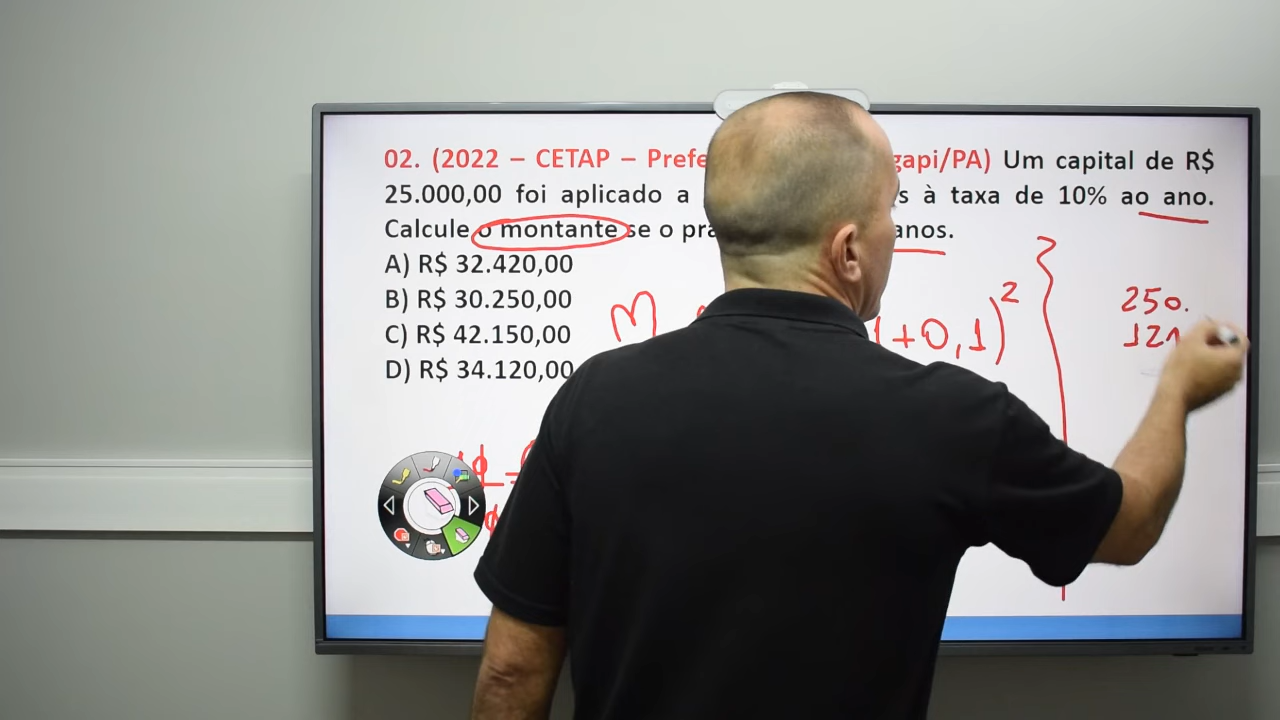 02. (2022 – CETAP – Prefe gapi/PA) Um capital de R$
25.000,00 foi aplicado a à taxa de 10% ao ano.
Calcule o montante se o anos.
A) R$ 32.420,00
B) R$ 30.250,00
C) R$ 42.150,00
D) R$ 34.120,00
M (1+0,1)²
250.
121